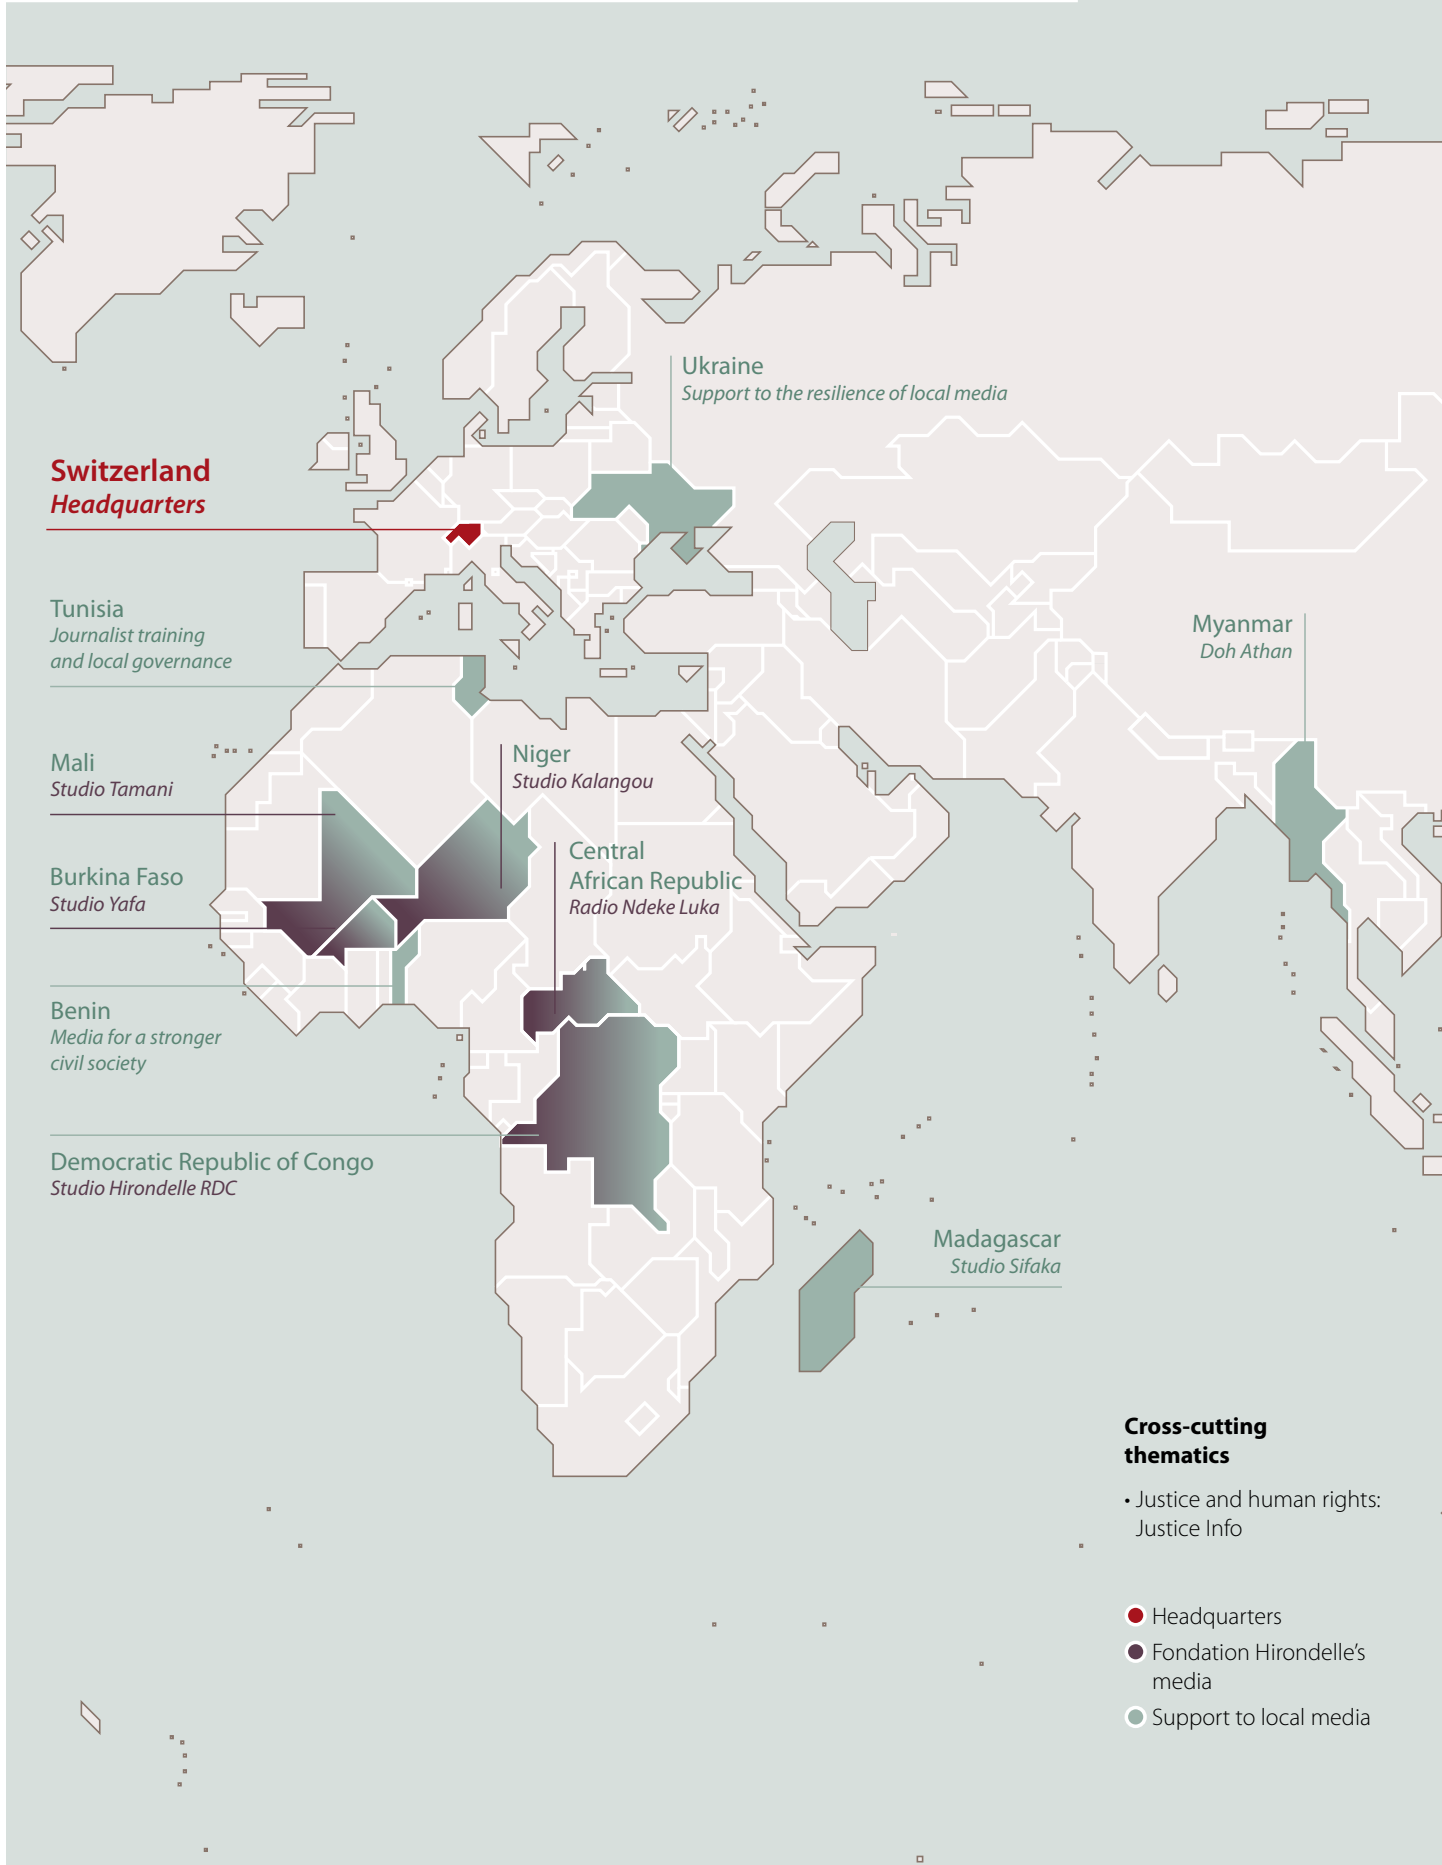 Ukraine
Support to the resilience of local media
Switzerland
Headquarters
Tunisia
Journalist training
and local governance
Myanmar
Doh Athan
Mali
Studio Tamani
Niger
Studio Kalangou
Burkina Faso
Studio Yafa
Central
African Republic
Radio Ndeke Luka
Benin
Media for a stronger
civil society
Democratic Republic of Congo
Studio Hirondelle RDC
Madagascar
Studio Sifaka
Cross-cutting
thematics
• Justice and human rights:
Justice Info
Headquarters
Fondation Hirondelle’s
media
Support to local media